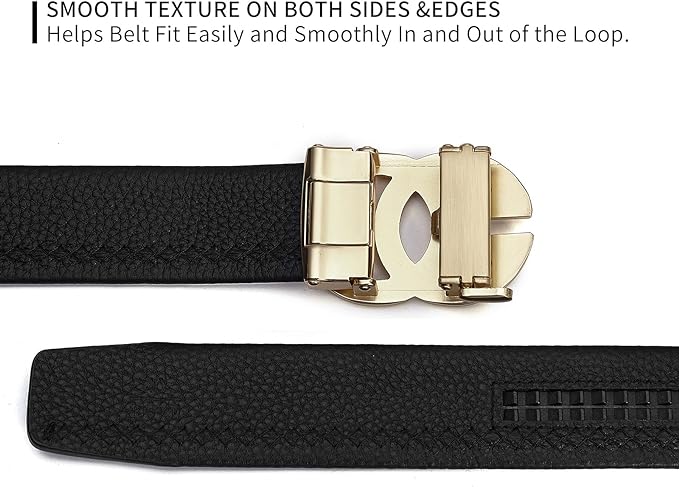 SMOOTH TEXTURE ON BOTH SIDES &EDGES
Helps Belt Fit Easily and Smoothly In and Out of the Loop.